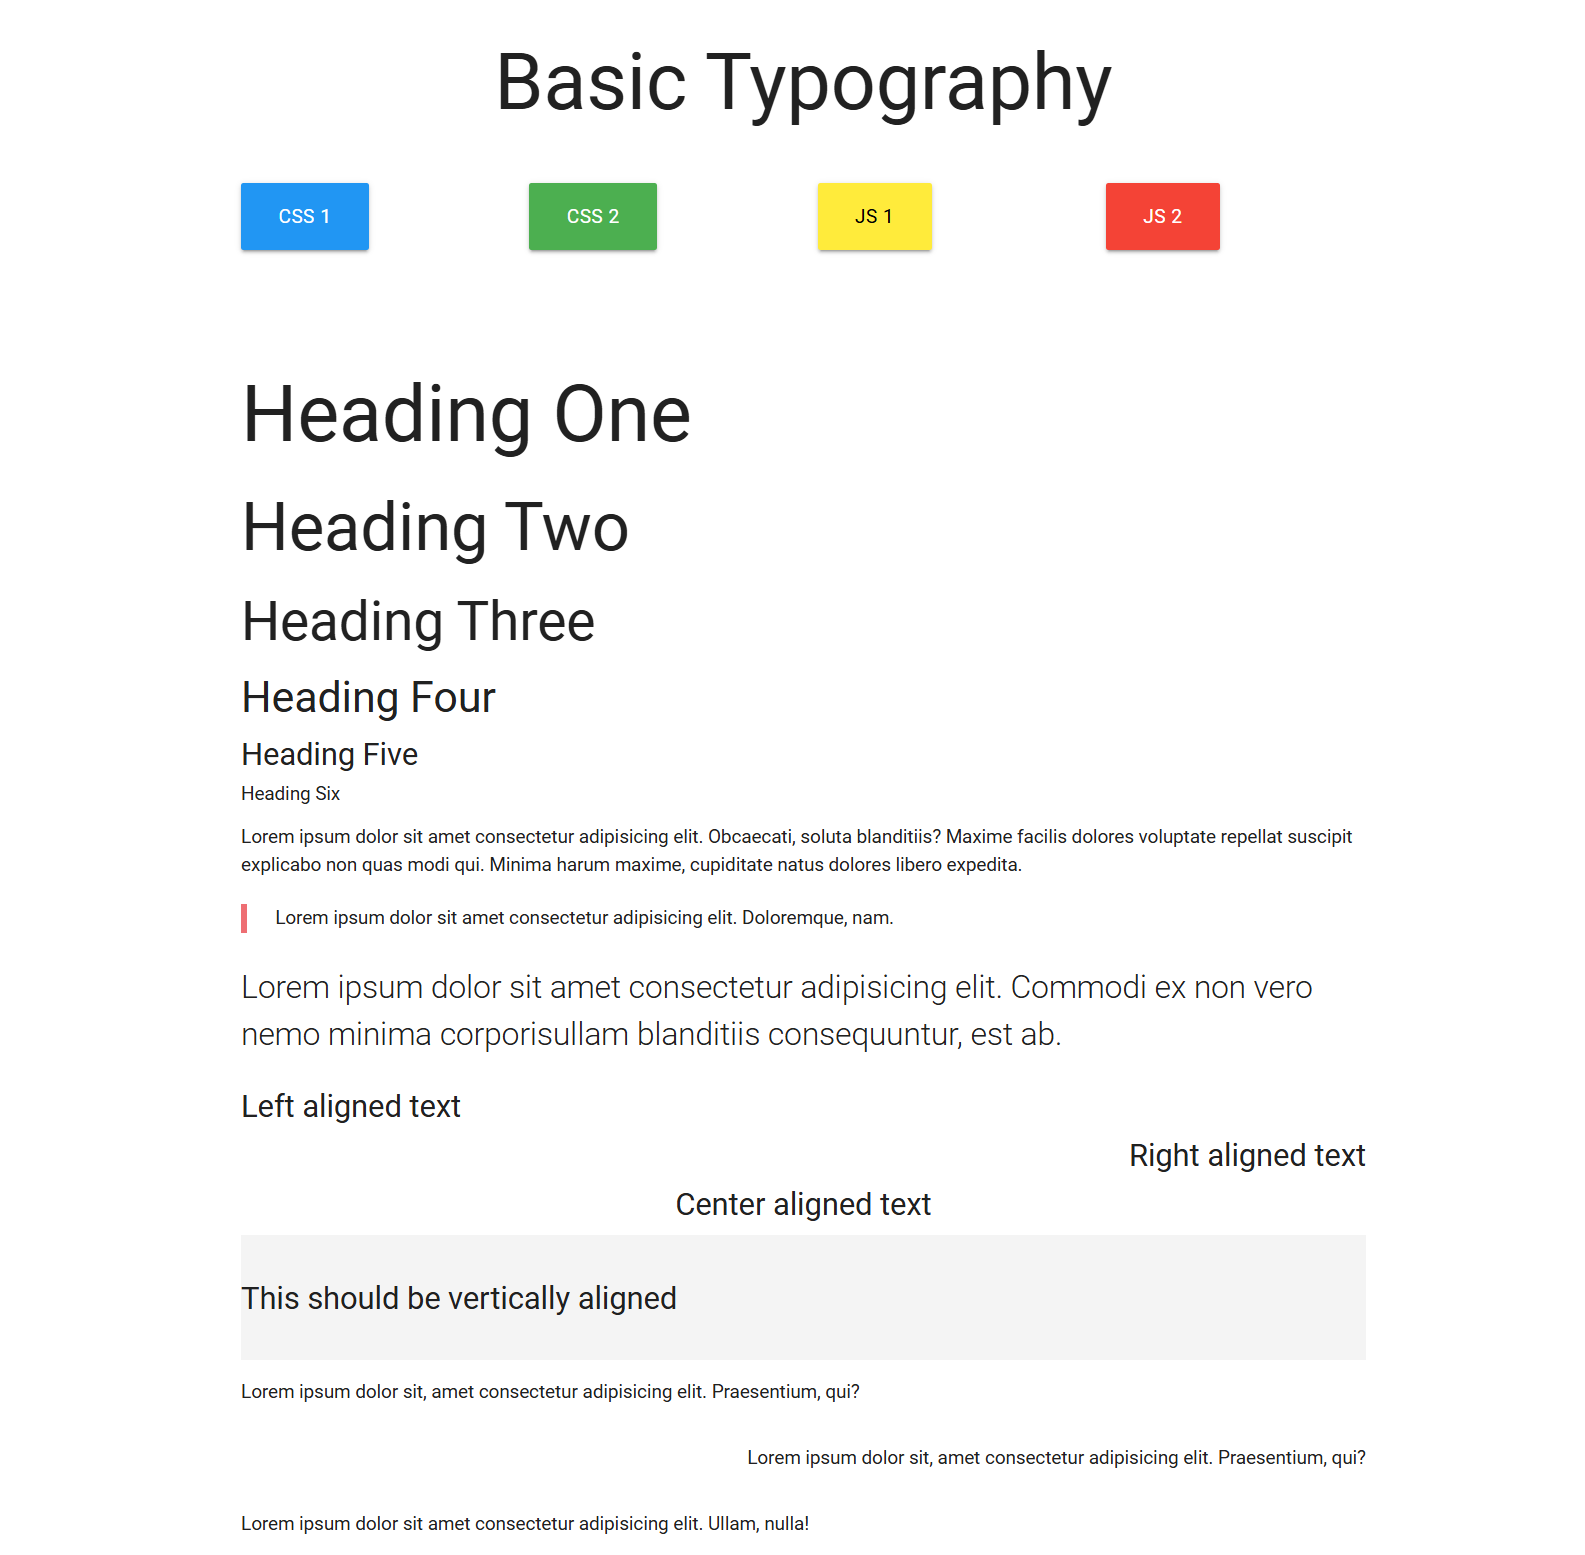 Basic Typography
CSS 1
CSS 2
JS 1
JS 2
Heading One
Heading Two
Heading Three
Heading Four
Heading Five
Heading Six
Lorem ipsum dolor sit amet consectetur adipisicing elit. Obcaecati, soluta blanditiis? Maxime facilis dolores voluptate repellat suscipit
explicabo non quas modi qui. Minima harum maxime, cupiditate natus dolores libero expedita.
Lorem ipsum dolor sit amet consectetur adipisicing elit. Doloremque, nam.
Lorem ipsum dolor sit amet consectetur adipisicing elit. Commodi ex non vero
nemo minima corporisullam blanditiis consequuntur, est ab.
Left aligned text
Right aligned text
Center aligned text
This should be vertically aligned
Lorem ipsum dolor sit, amet consectetur adipisicing elit. Praesentium, qui?
Lorem ipsum dolor sit, amet consectetur adipisicing elit. Praesentium, qui?
Lorem ipsum dolor sit amet consectetur adipisicing elit. Ullam, nulla!